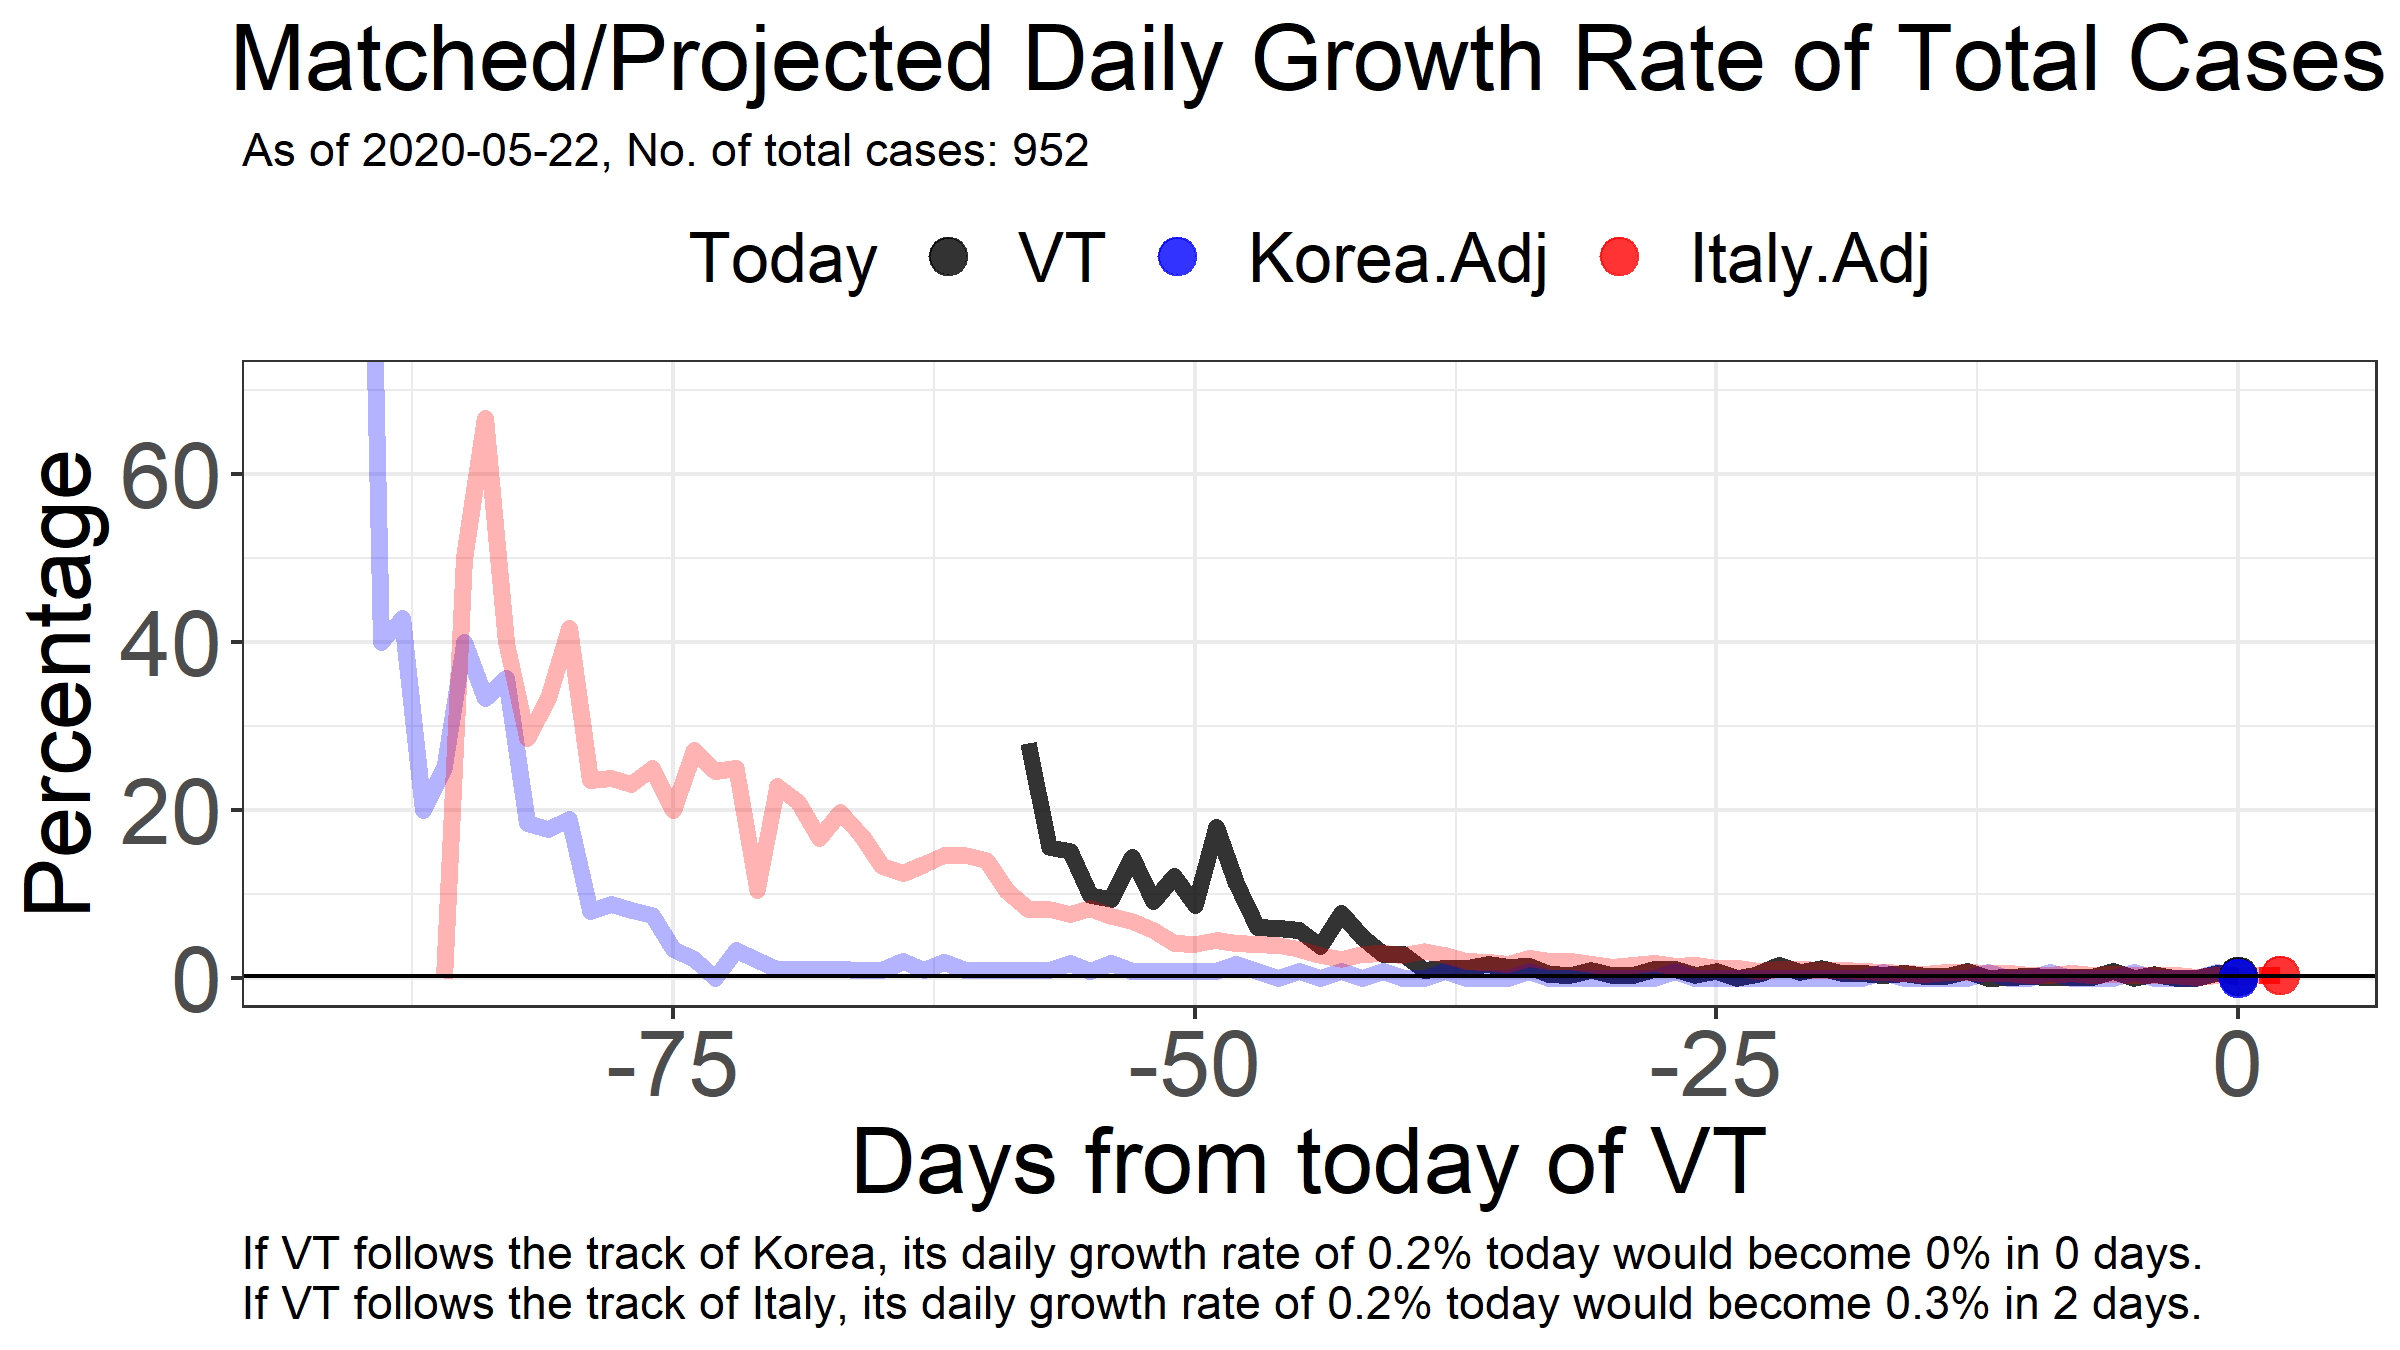 Matched/Projected Daily Growth Rate of Total Cases
As of 2020-05-22, No. of total cases: 952
Today VT Korea.Adj Italy.Adj
Percentage
60
40
20
0
-75 -50 -25 0
Days from today of VT
If VT follows the track of Korea, its daily growth rate of 0.2% today would become 0% in 0 days.
If VT follows the track of Italy, its daily growth rate of 0.2% today would become 0.3% in 2 days.